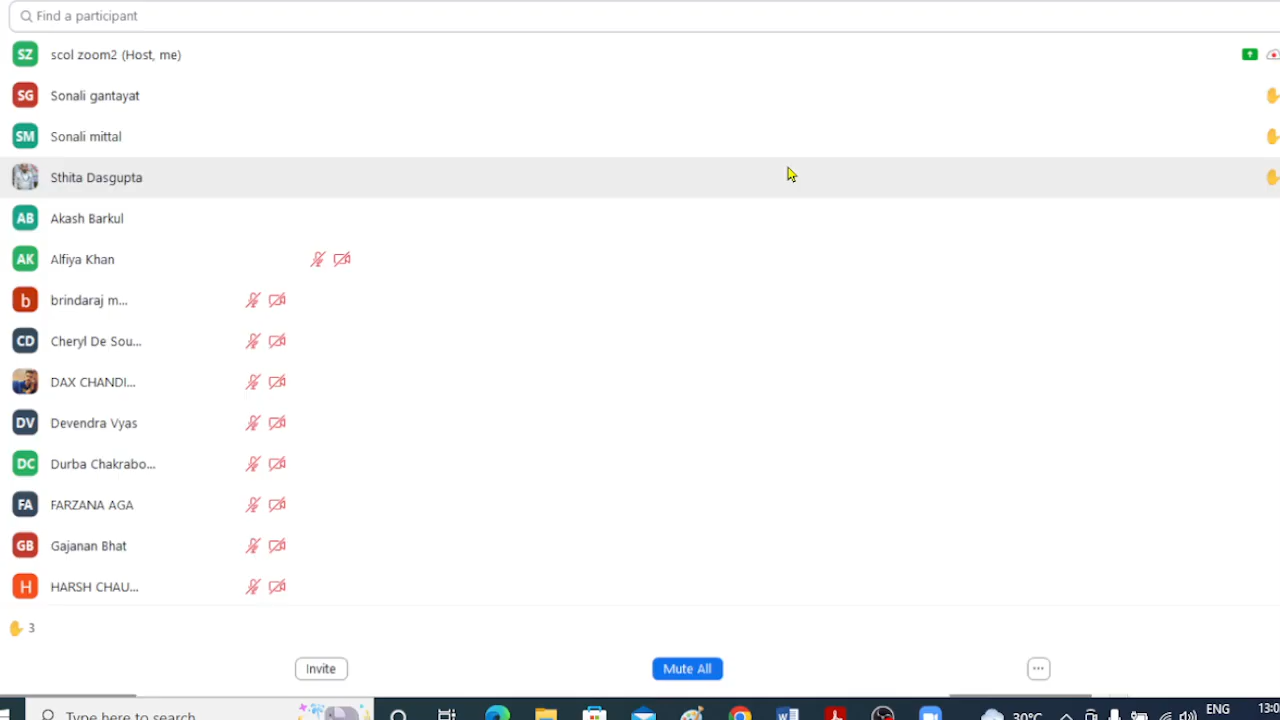 Find a participant
SZ scol zoom2 (Host, me)
SG Sonali gantayat
SM Sonali mittal
Sthita Dasgupta
AB Akash Barkul
AK Alfiya Khan
b brindaraj m...
CD Cheryl De Sou...
DAX CHANDI...
DV Devendra Vyas
DC Durba Chakrabo...
FA FARZANA AGA
GB Gajanan Bhat
H HARSH CHAU...
3
Invite Mute All ...
Type here to search 30°C ENG